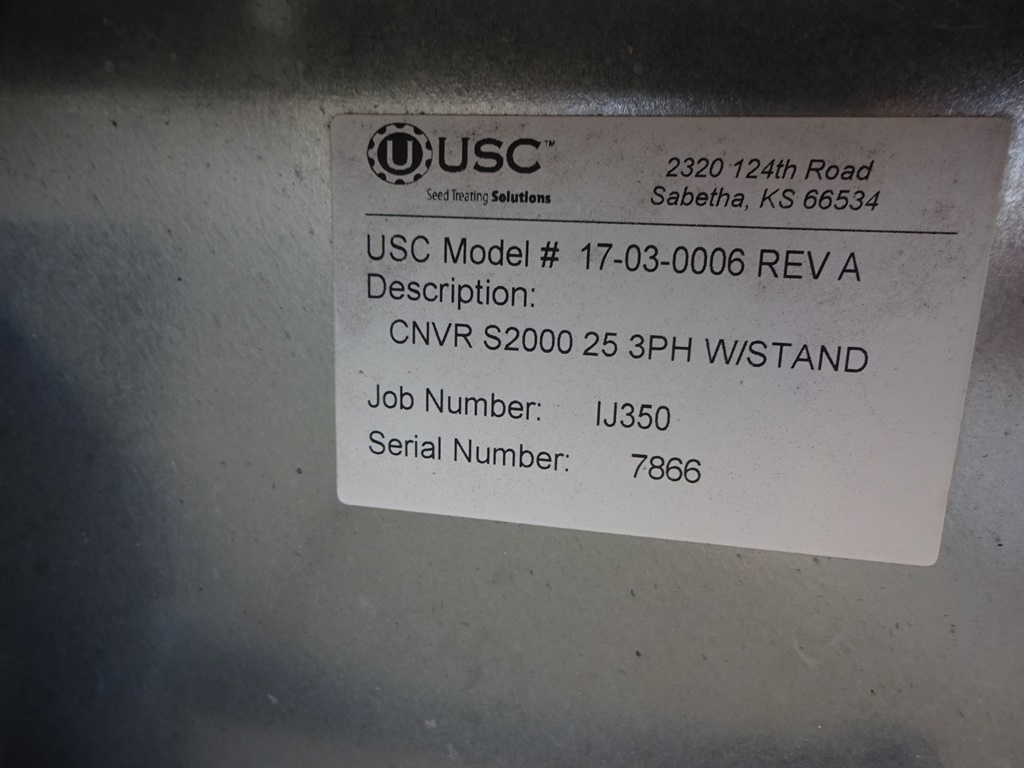 U USC™
Seed Treating Solutions
2320 124th Road
Sabetha, KS 66534
USC Model # 17-03-0006 REV A
Description:
CNVR S2000 25 3PH W/STAND
Job Number: IJ350
Serial Number: 7866